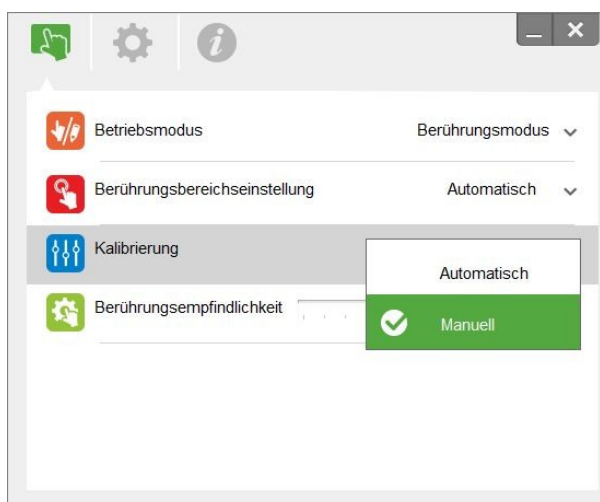 Betriebsmodus Berührungsmodus
Berührungsbereichseinstellung Automatisch
Kalibrierung
Automatisch
Berührungsempfindlichkeit
Manuell